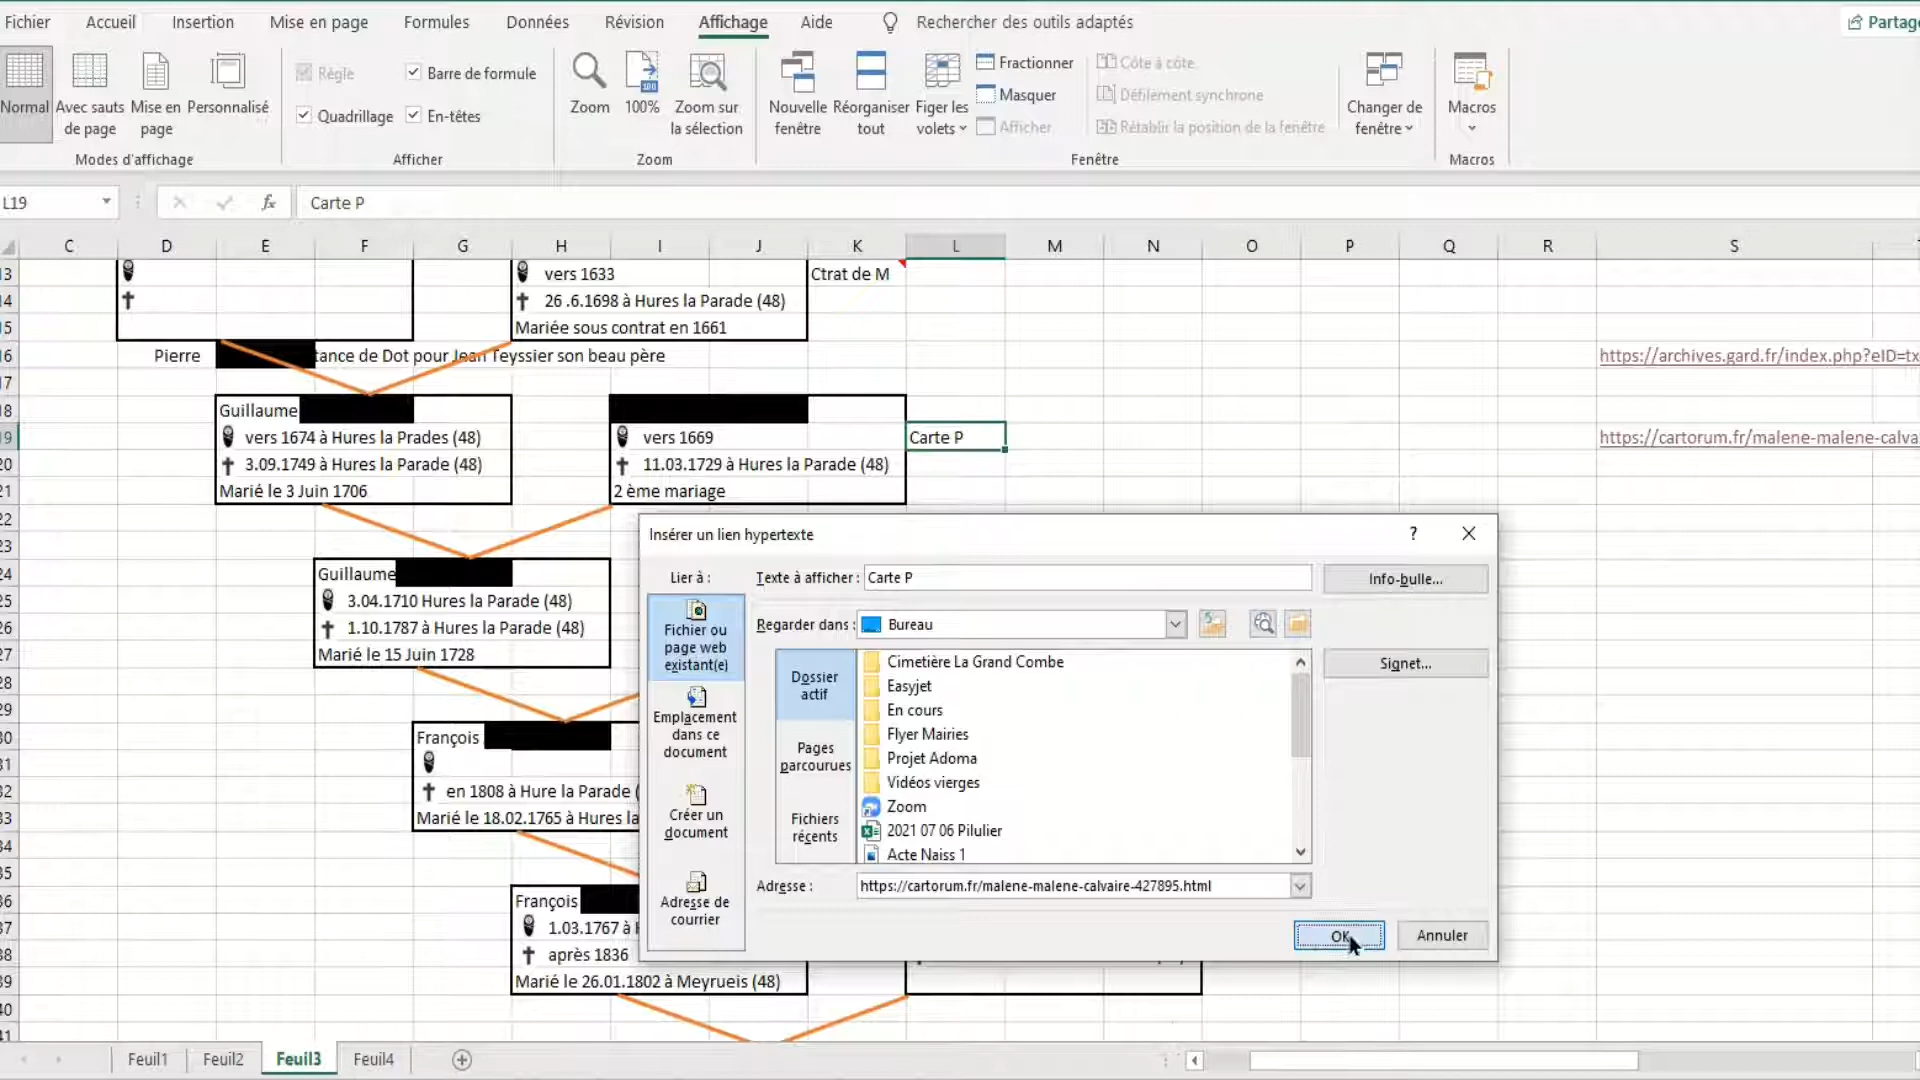 Fichier Accueil Insertion Mise en page Formules Données Révision Affichage Aide Rechercher des outils adaptés Partag
Normal Avec sauts de page Mise en page Personnalisé
Modes d'affichage
Règle Barre de formule
Quadrillage En-têtes
Afficher
Zoom 100% Zoom sur la sélection
Zoom
Nouvelle fenêtre Réorganiser tout Figer les volets
Fractionner
Masquer
Afficher
Côte à côte
Défilement synchrone
Rétablir la position de la fenêtre
Changer de fenêtre
Fenêtre
Macros
Macros
L19 fx Carte P
C D E F G H I J K L M N O P Q R S
vers 1633 Ctrat de M
26 .6.1698 à Hures la Parade (48)
Mariée sous contrat en 1661
Pierre tance de Dot pour Jean Teyssier son beau père https://archives.gard.fr/index.php?eID=tx
Guillaume
vers 1674 à Hures la Prades (48) vers 1669 Carte P https://cartorum.fr/malene-malene-calva
3.09.1749 à Hures la Parade (48) 11.03.1729 à Hures la Parade (48)
Marié le 3 Juin 1706 2 ème mariage
Guillaume
3.04.1710 Hures la Parade (48)
1.10.1787 à Hures la Parade (48)
Marié le 15 Juin 1728
François
en 1808 à Hure la Parade (
Marié le 18.02.1765 à Hures la
François
1.03.1767 à
après 1836
Marié le 26.01.1802 à Meyrueis (48)
Insérer un lien hypertexte ?
Lier à : Texte à afficher : Carte P Info-bulle...
Fichier ou page web existant(e)
Emplacement dans ce document
Créer un document
Adresse de courrier
Regarder dans : Bureau
Signet...
Dossier actif
Pages parcourues
Fichiers récents
Cimetière La Grand Combe
Easyjet
En cours
Flyer Mairies
Projet Adoma
Vidéos vierges
Zoom
2021 07 06 Pilulier
Acte Naiss 1
Adresse : https://cartorum.fr/malene-malene-calvaire-427895.html
OK Annuler
Feuil1 Feuil2 Feuil3 Feuil4